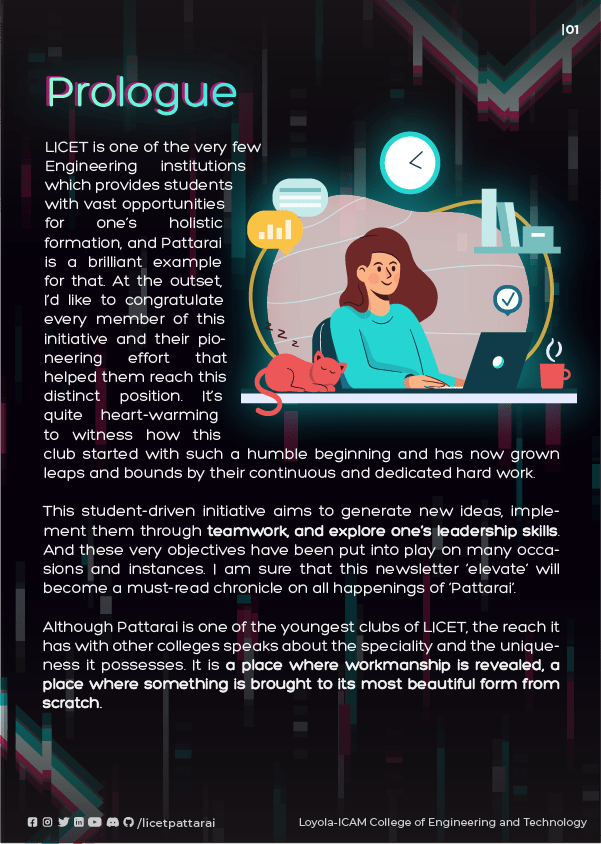 |01
Prologue
LICET is one of the very few
Engineering institutions
which provides students
with vast opportunities
for one's holistic
formation, and Pattarai
is a brilliant example
for that. At the outset,
I'd like to congratulate
every member of this
initiative and their pio-
neering effort that
helped them reach this
distinct position. It's
quite heart-warming
to witness how this
club started with such a humble beginning and has now grown
leaps and bounds by their continuous and dedicated hard work.
This student-driven initiative aims to generate new ideas, imple-
ment them through teamwork, and explore one's leadership skills.
And these very objectives have been put into play on many occa-
sions and instances. I am sure that this newsletter 'elevate' will
become a must-read chronicle on all happenings of 'Pattarai'.
Although Pattarai is one of the youngest clubs of LICET, the reach it
has with other colleges speaks about the speciality and the unique-
ness it possesses. It is a place where workmanship is revealed, a
place where something is brought to its most beautiful form from
scratch.
z z z z
/licetpattarai
Loyola-ICAM College of Engineering and Technology